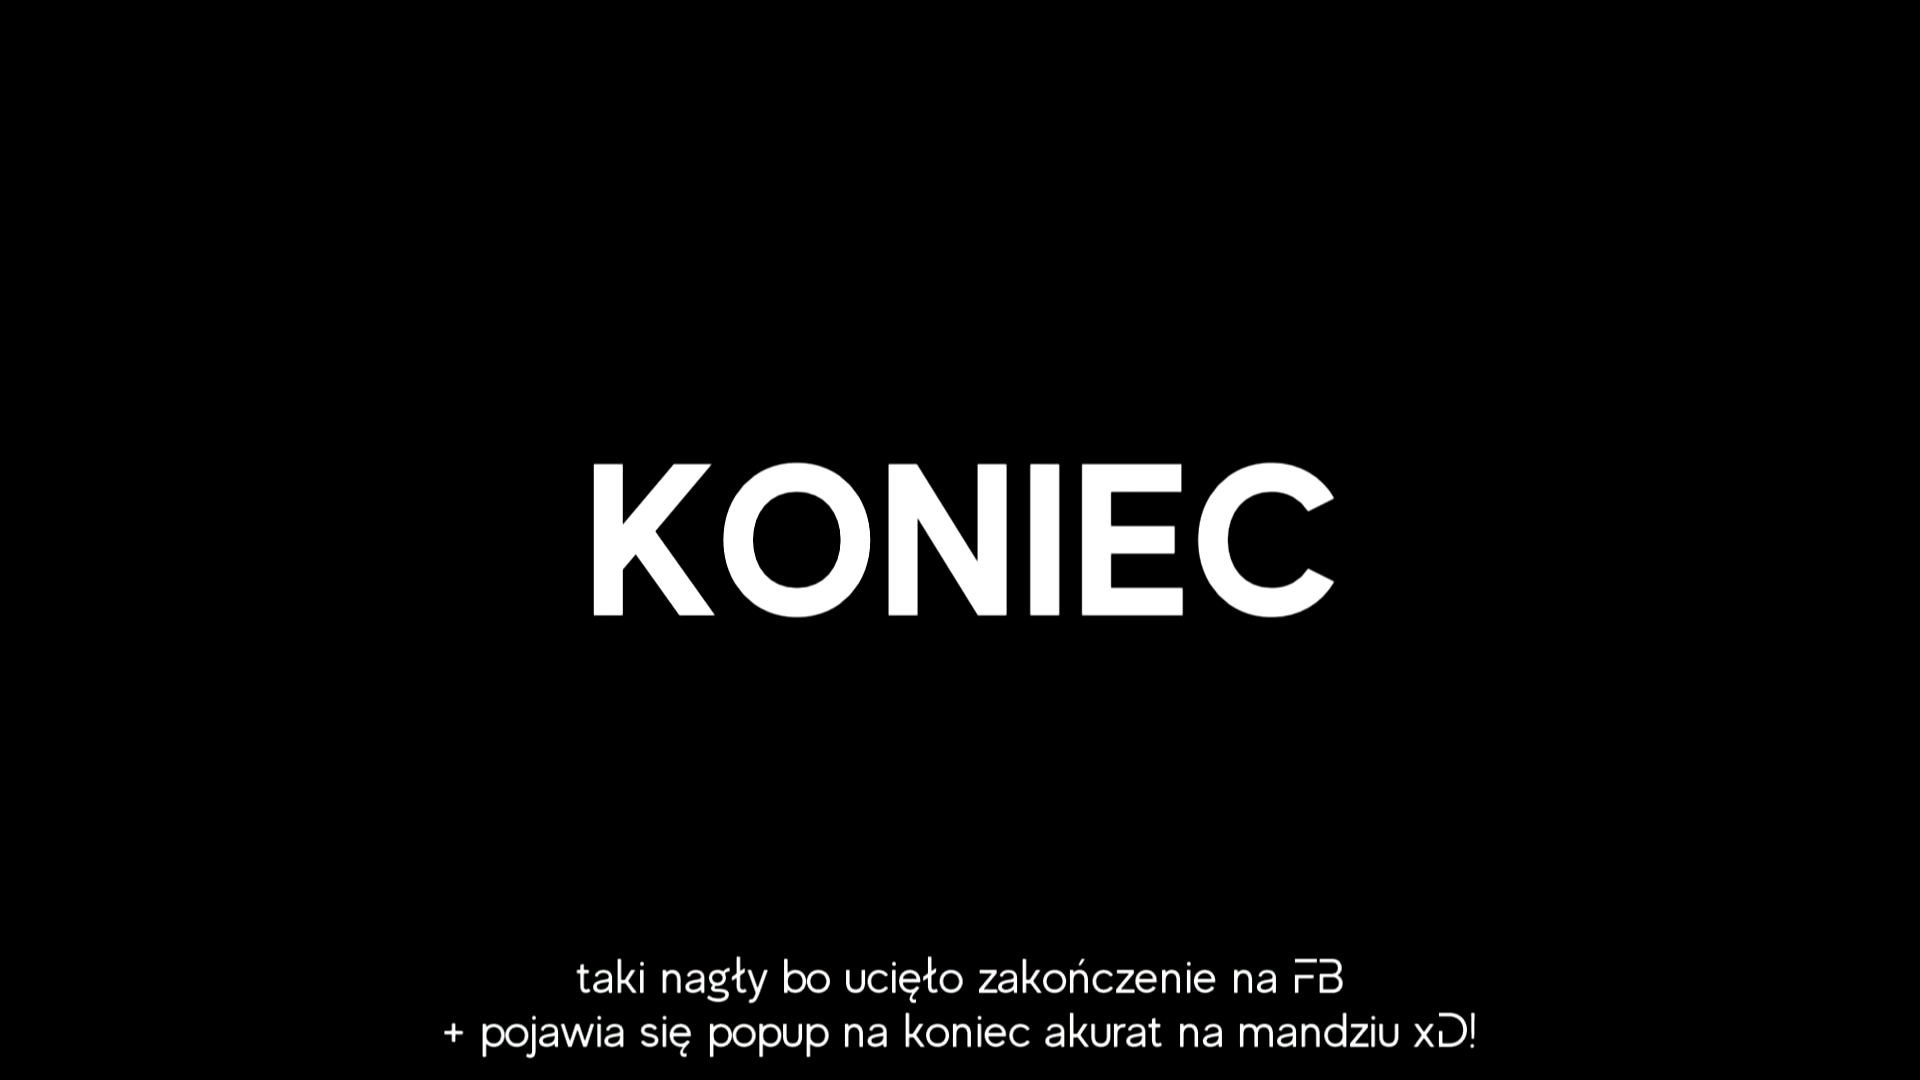 KONIEC
taki nagły bo ucięło zakończenie na FB
+ pojawia się popup na koniec akurat na mandziu xD!